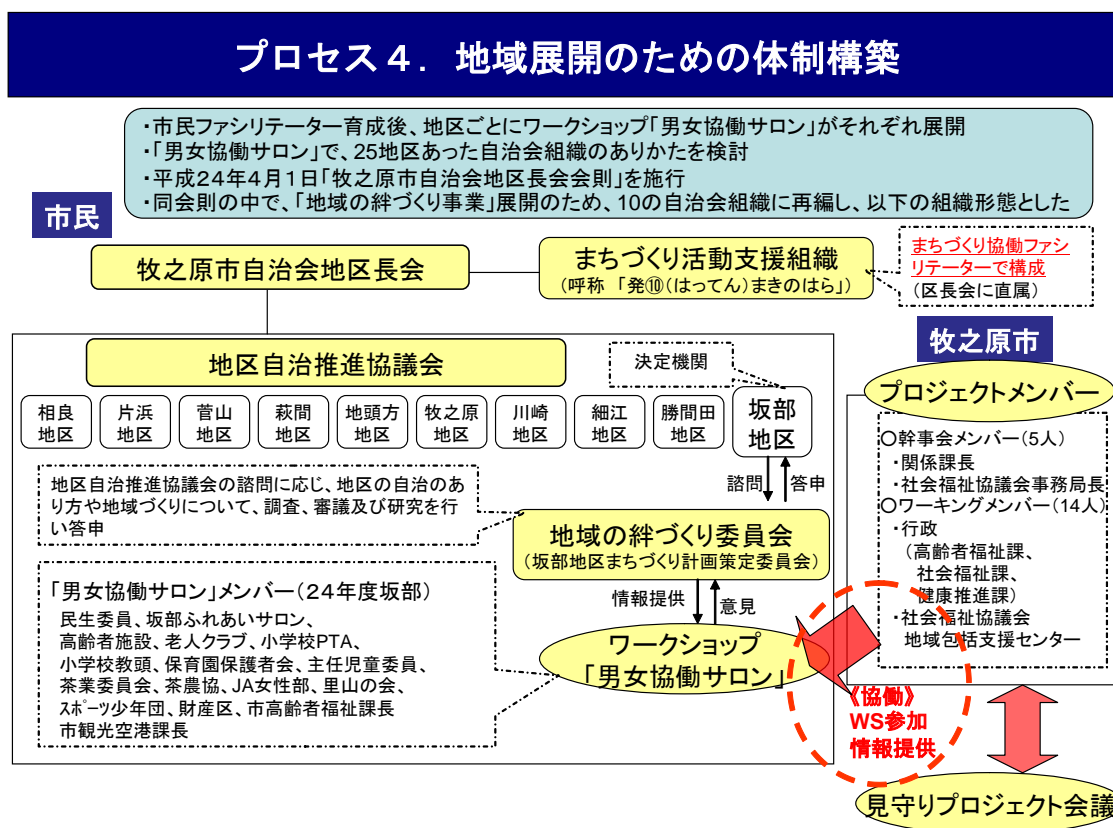 プロセス４．地域展開のための体制構築
・市民ファシリテーター育成後、地区ごとにワークショップ「男女協働サロン」がそれぞれ展開
・「男女協働サロン」で、25地区あった自治会組織のありかたを検討
・平成２４年４月１日「牧之原市自治会地区長会会則」を施行
・同会則の中で、「地域の絆づくり事業」展開のため、10の自治会組織に再編し、以下の組織形態とした
市民
牧之原市自治会地区長会
まちづくり活動支援組織
（呼称 「発⑩（はってん）まきのはら」）
まちづくり協働ファシ
リテーターで構成
（区長会に直属）
地区自治推進協議会
決定機関
相良
地区
片浜
地区
菅山
地区
萩間
地区
地頭方
地区
牧之原
地区
川崎
地区
細江
地区
勝間田
地区
坂部
地区
諮問
答申
地区自治推進協議会の諮問に応じ、地区の自治のあ
り方や地域づくりについて、調査、審議及び研究を行
い答申
地域の絆づくり委員会
（坂部地区まちづくり計画策定委員会）
情報提供
意見
「男女協働サロン」メンバー（２４年度坂部）
民生委員、坂部ふれあいサロン、
高齢者施設、老人クラブ、小学校PTA、
小学校教頭、保育園保護者会、主任児童委員、
茶業委員会、茶農協、JA女性部、里山の会、
ｽﾎﾟｰﾂ少年団、財産区、市高齢者福祉課長
市観光空港課長
ワークショップ
「男女協働サロン」
牧之原市
プロジェクトメンバー
○幹事会メンバー（５人）
・関係課長
・社会福祉協議会事務局長
○ワーキングメンバー（14人）
・行政
（高齢者福祉課、
社会福祉課、
健康推進課）
・社会福祉協議会
地域包括支援センター
《協働》
WS参加
情報提供
見守りプロジェクト会議